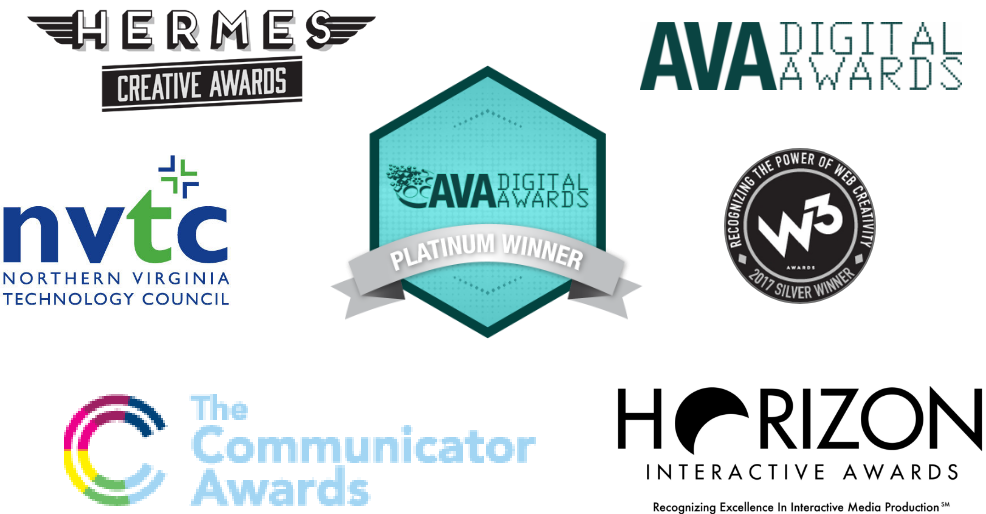 HERMES
CREATIVE AWARDS
AVA DIGITAL
AWARDS
nvtc
NORTHERN VIRGINIA
TECHNOLOGY COUNCIL
AVA DIGITAL
AWARDS
PLATINUM WINNER
RECOGNIZING THE POWER OF WEB CREATIVITY
W3
AWARDS
2017 SILVER WINNER
The
Communicator
Awards
HORIZON
INTERACTIVE AWARDS
Recognizing Excellence In Interactive Media Production SM